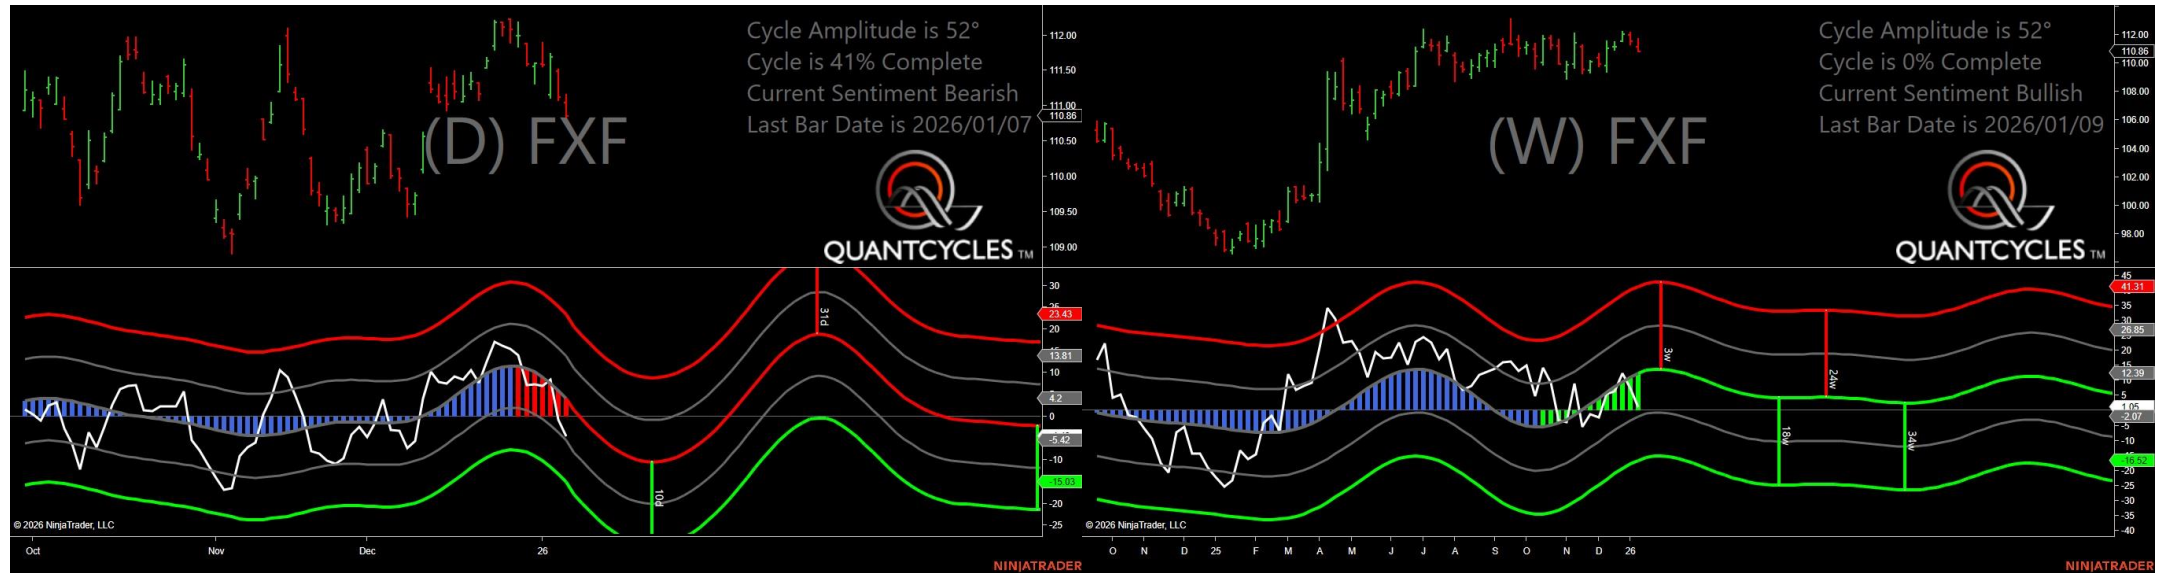 Cycle Amplitude is 52°
Cycle is 41% Complete
Current Sentiment Bearish
Last Bar Date is 2026/01/07
(D) FXF
QUANTCYCLES TM
112.00
111.50
111.00
110.86
110.50
110.00
109.50
109.00
31d
10d
30
25
23.43
20
13.81
10
4.2
0
-5.42
-10
-15.03
-20
-25
© 2026 NinjaTrader, LLC
Oct
Nov
Dec
26
NINJATRADER
Cycle Amplitude is 52°
Cycle is 0% Complete
Current Sentiment Bullish
Last Bar Date is 2026/01/09
(W) FXF
QUANTCYCLES TM
112.00
110.86
110.00
108.00
106.00
104.00
102.00
100.00
98.00
3w
24w
18w
34w
45
41.31
35
30
26.85
20
15
12.39
5
1.05
-2.07
-5
-10
-16.52
-20
-25
-30
-35
-40
© 2026 NinjaTrader, LLC
O N D 25 F M A M J J A S O N D 26
NINJATRADER